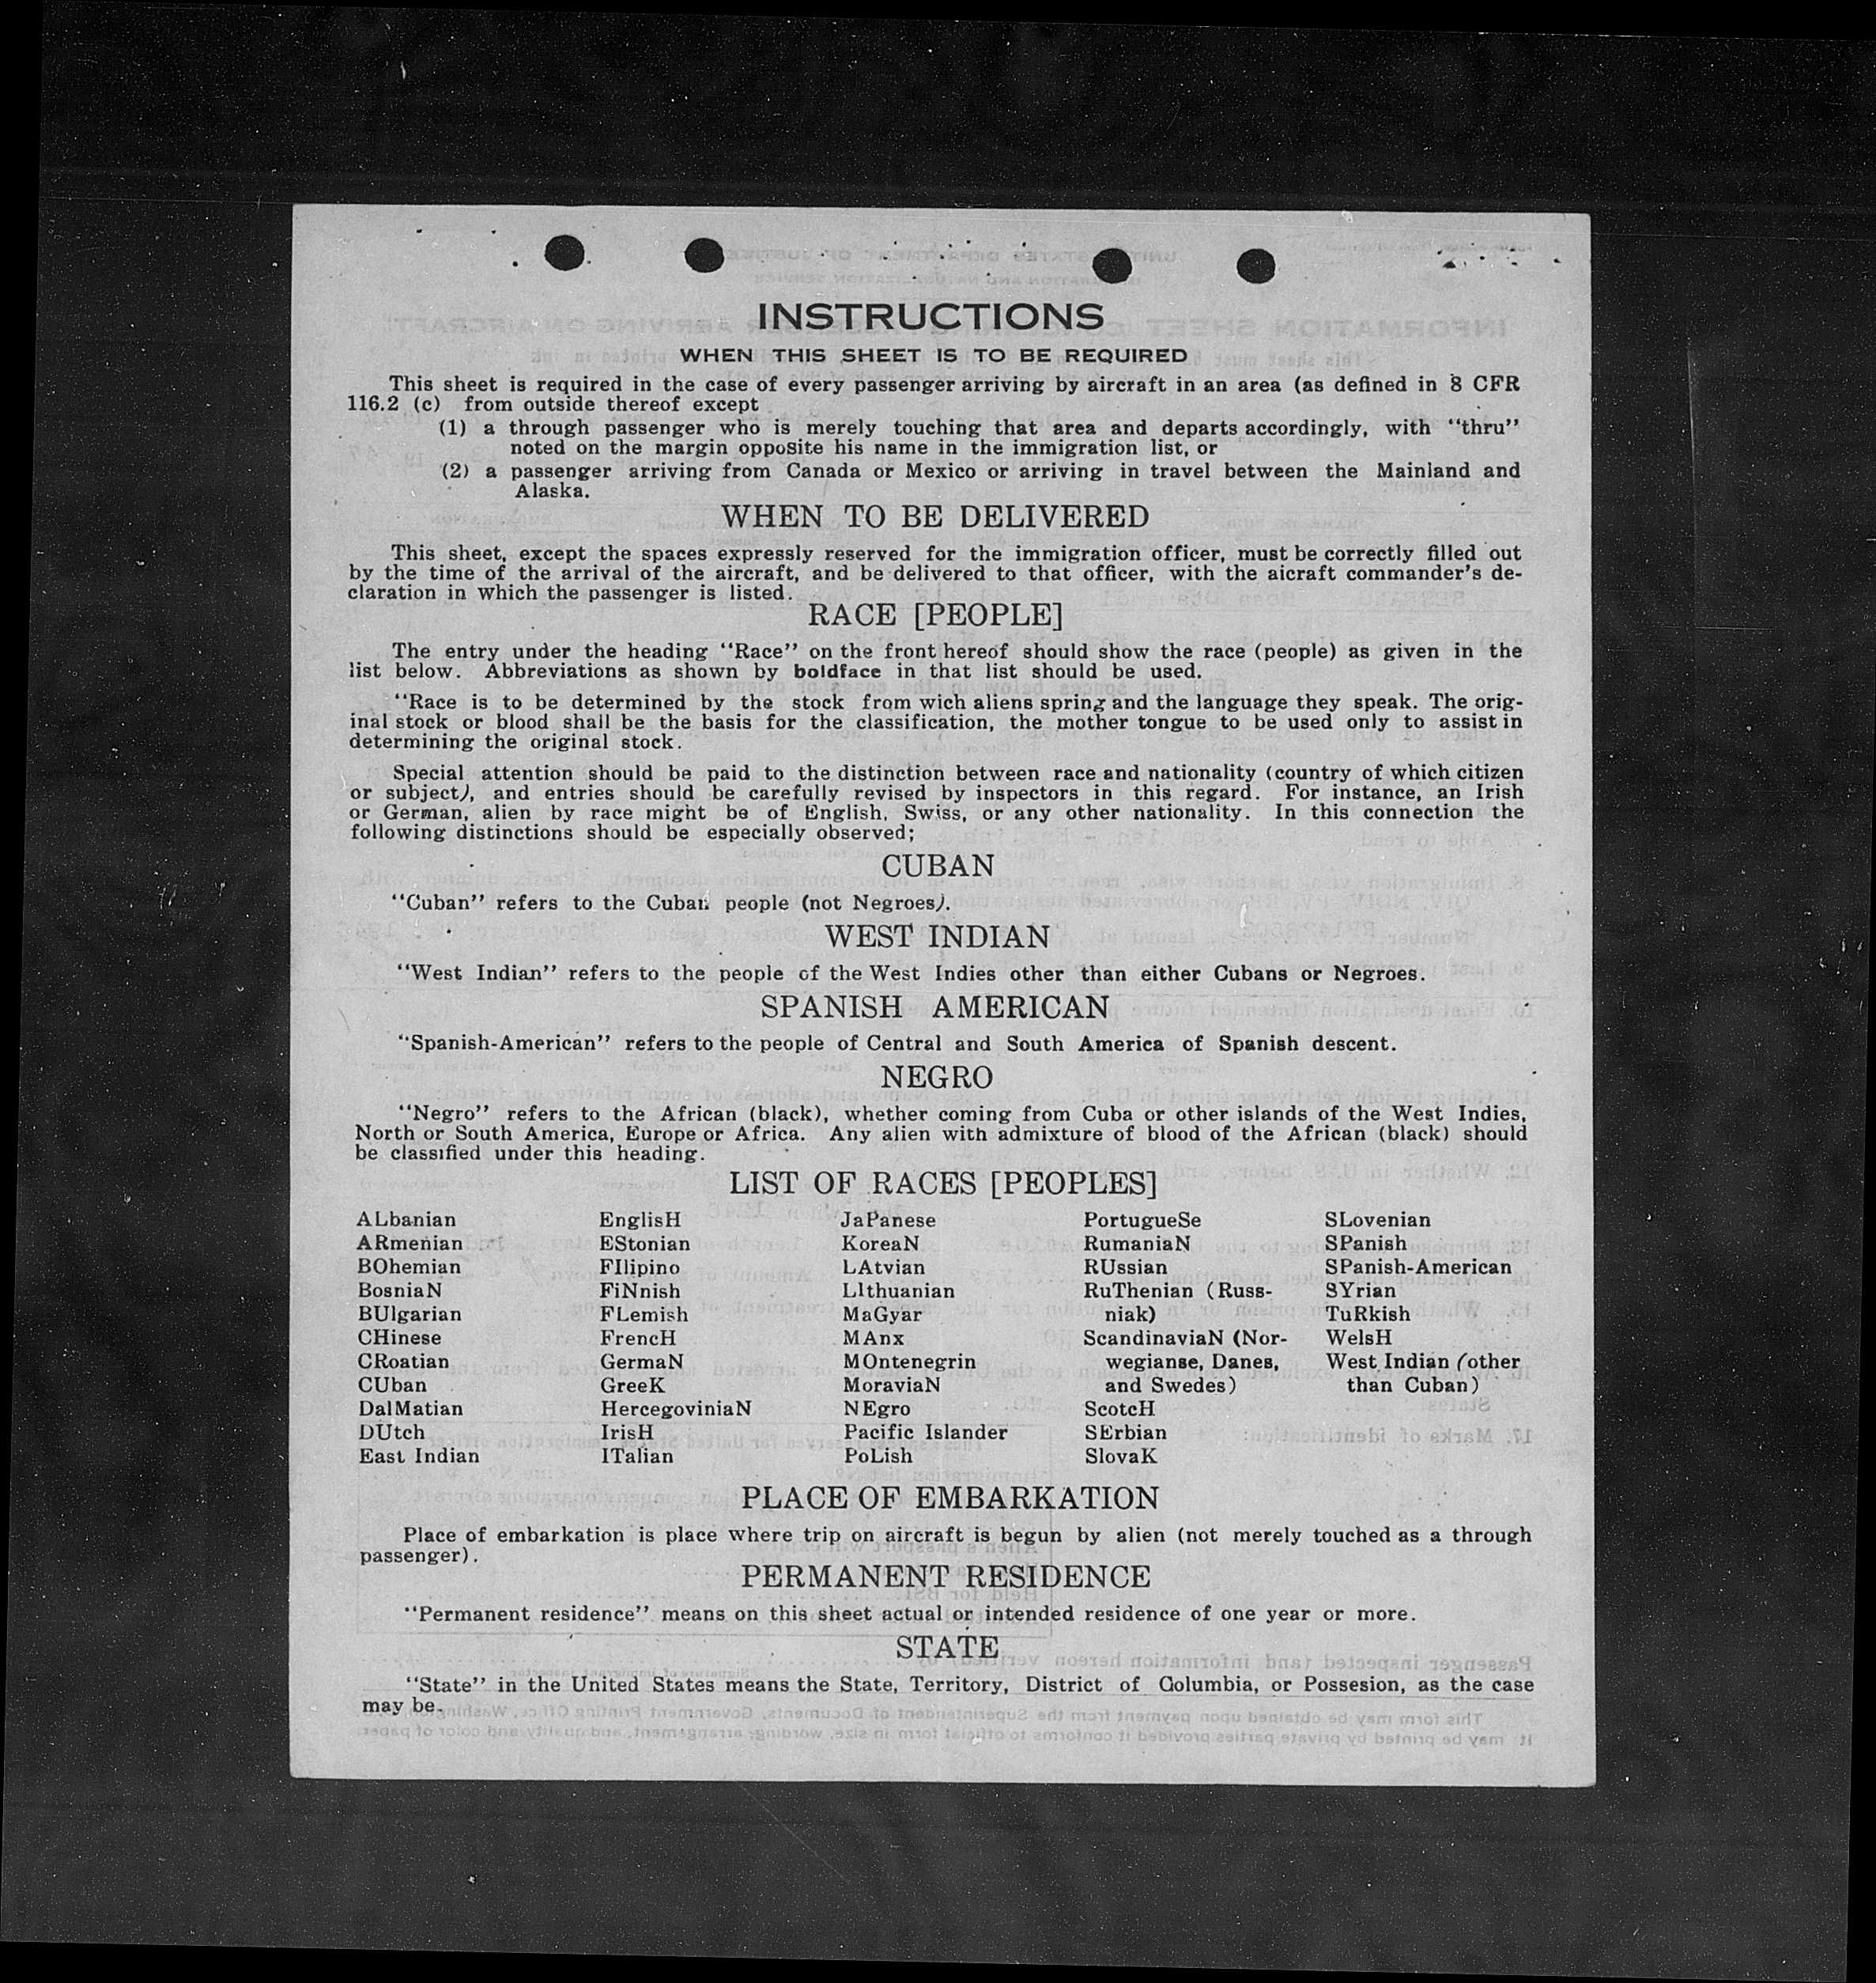 INSTRUCTIONS
WHEN THIS SHEET IS TO BE REQUIRED
This sheet is required in the case of every passenger arriving by aircraft in an area (as defined in 8 CFR
116.2 (c) from outside thereof except
(1) a through passenger who is merely touching that area and departs accordingly, with "thru"
noted on the margin opposite his name in the immigration list, or
(2) a passenger arriving from Canada or Mexico or arriving in travel between the Mainland and
Alaska.
WHEN TO BE DELIVERED
This sheet, except the spaces expressly reserved for the immigration officer, must be correctly filled out
by the time of the arrival of the aircraft, and be delivered to that officer, with the aicraft commander's de-
claration in which the passenger is listed.
RACE [PEOPLE]
The entry under the heading "Race" on the front hereof should show the race (people) as given in the
list below. Abbreviations as shown by boldface in that list should be used.
"Race is to be determined by the stock from wich aliens spring and the language they speak. The orig-
inal stock or blood shall be the basis for the classification, the mother tongue to be used only to assist in
determining the original stock.
Special attention should be paid to the distinction between race and nationality (country of which citizen
or subject), and entries should be carefully revised by inspectors in this regard. For instance, an Irish
or German, alien by race might be of English, Swiss, or any other nationality. In this connection the
following distinctions should be especially observed;
CUBAN
"Cuban" refers to the Cuban people (not Negroes).
WEST INDIAN
"West Indian" refers to the people of the West Indies other than either Cubans or Negroes.
SPANISH AMERICAN
"Spanish-American" refers to the people of Central and South America of Spanish descent.
NEGRO
"Negro" refers to the African (black), whether coming from Cuba or other islands of the West Indies,
North or South America, Europe or Africa. Any alien with admixture of blood of the African (black) should
be classified under this heading.
LIST OF RACES [PEOPLES]
ALbanian
ARmenian
BOhemian
BosniaN
BUlgarian
CHinese
CRoatian
CUban
DalMatian
DUtch
East Indian
EnglisH
EStonian
FIlipino
FiNnish
FLemish
FrencH
GermaN
GreeK
HercegoviniaN
IrisH
ITalian
JaPanese
KoreaN
LAtvian
LIthuanian
MaGyar
MAnx
MOntenegrin
MoraviaN
NEgro
Pacific Islander
PoLish
PortugueSe
RumaniaN
RUssian
RuThenian (Russ-
niak)
ScandinaviaN (Nor-
wegianse, Danes,
and Swedes)
ScotcH
SErbian
SlovaK
SLovenian
SPanish
SPanish-American
SYrian
TuRkish
WelsH
West Indian (other
than Cuban)
PLACE OF EMBARKATION
Place of embarkation is place where trip on aircraft is begun by alien (not merely touched as a through
passenger).
PERMANENT RESIDENCE
"Permanent residence" means on this sheet actual or intended residence of one year or more.
STATE
"State" in the United States means the State, Territory, District of Columbia, or Possesion, as the case
may be.